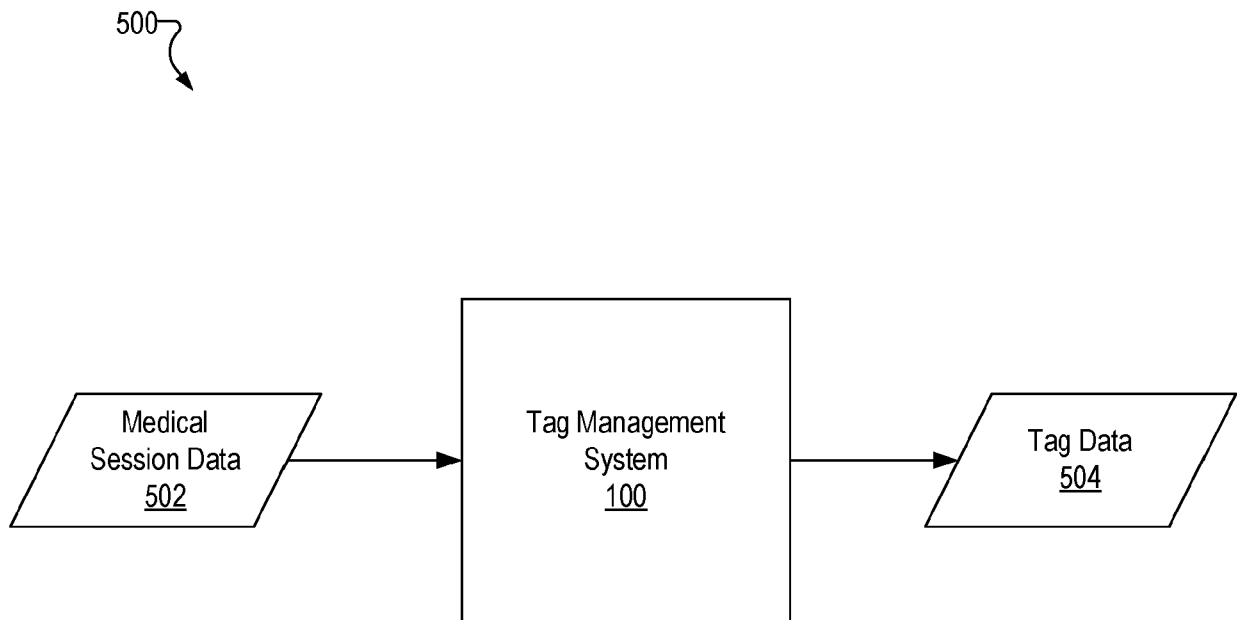 500
Medical
Session Data
502
Tag Management
System
100
Tag Data
504